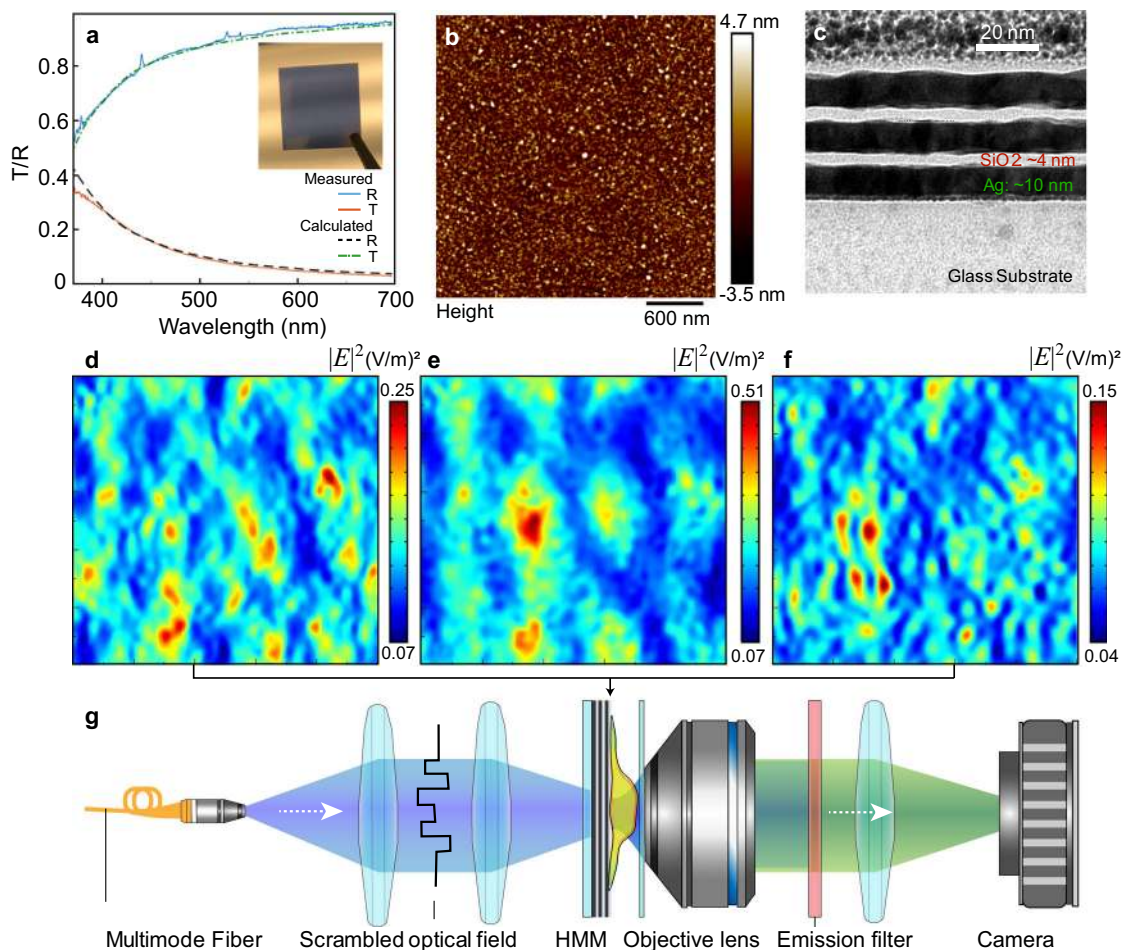 a
T/R
0.8
0.6
0.4
0.2
0
400
500
600
700
Wavelength (nm)
Measured
R
T
Calculated
R
T
b
4.7 nm
-3.5 nm
Height
600 nm
c
20 nm
SiO2 ~4 nm
Ag: ~10 nm
Glass Substrate
d
|E|² (V/m)²
0.25
0.07
e
|E|² (V/m)²
0.51
0.07
f
|E|² (V/m)²
0.15
0.04
g
Multimode Fiber
Scrambled optical field
HMM
Objective lens
Emission filter
Camera